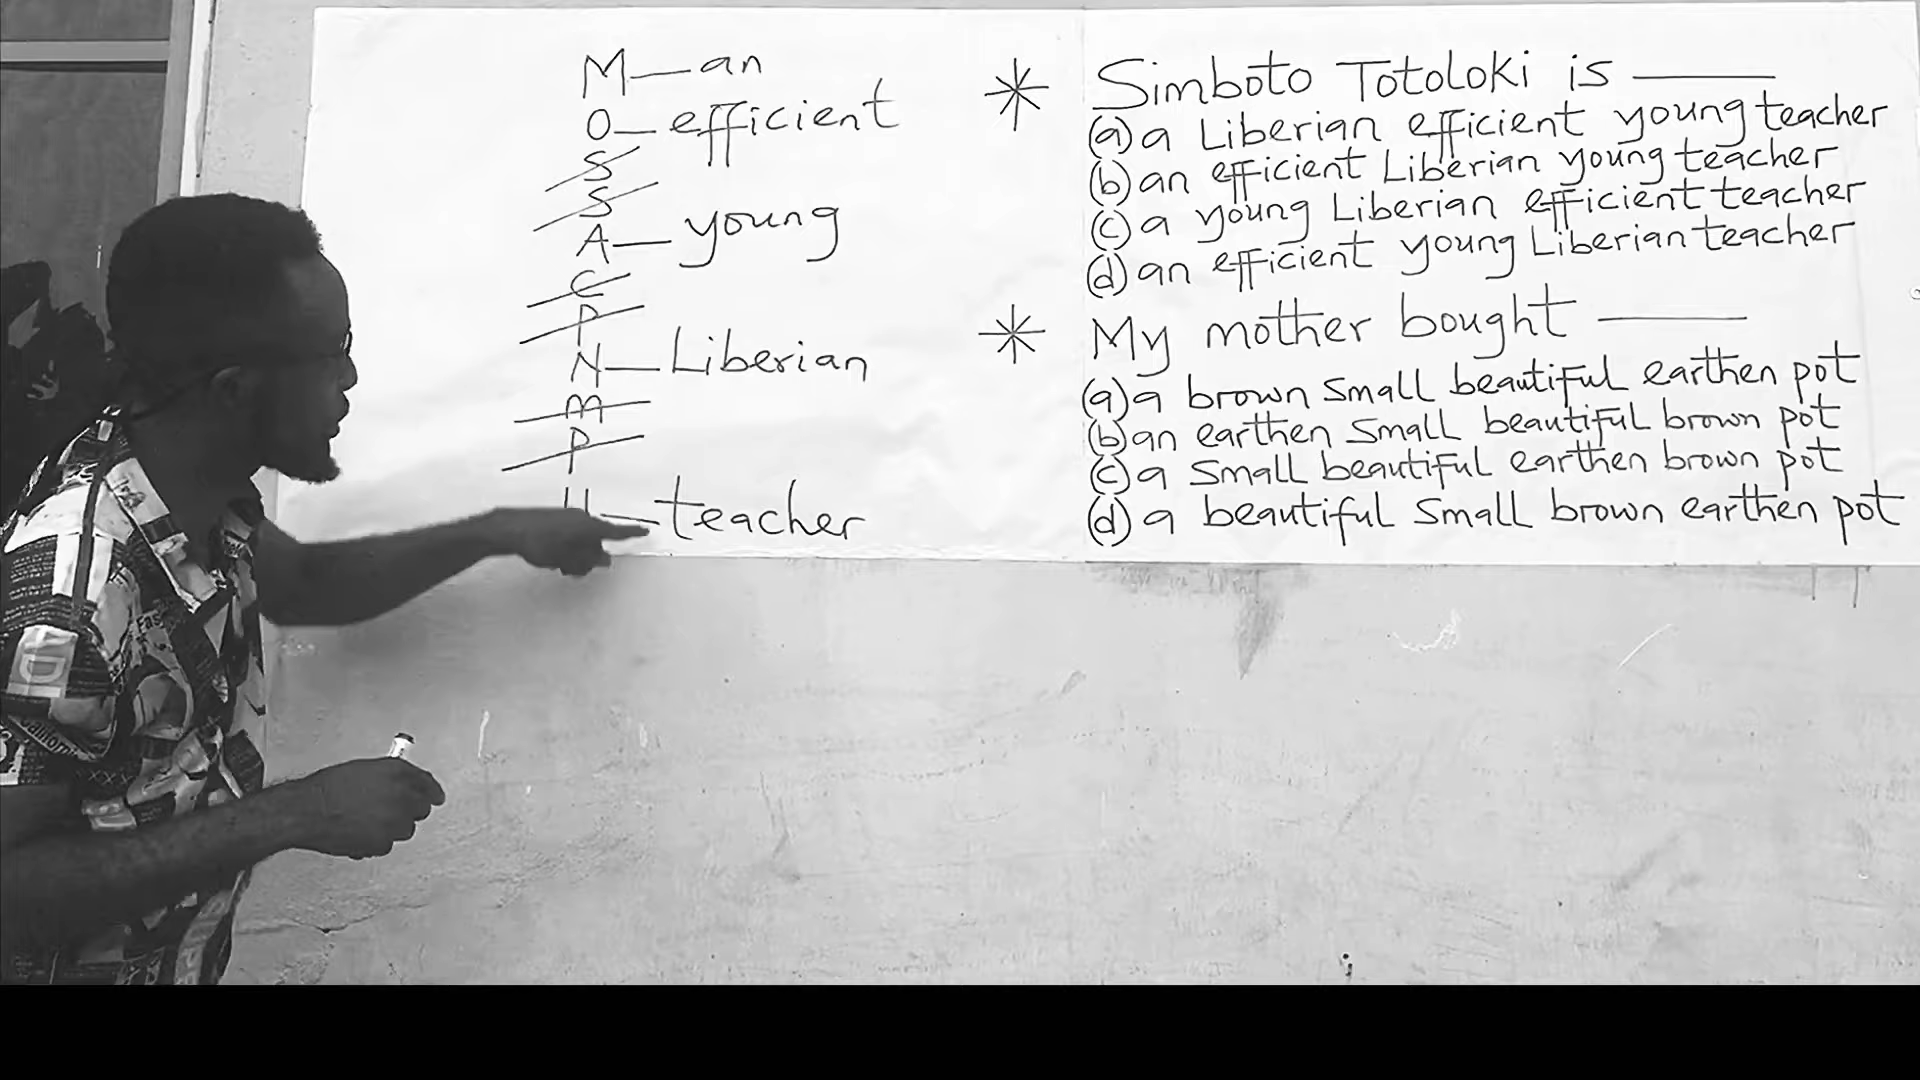 M—an
O—efficient
S
S
A—young
C
P
N—Liberian
M
P
H—teacher
* Simboto Totoloki is ———
(a) a Liberian efficient young teacher
(b) an efficient Liberian young teacher
(c) a young Liberian efficient teacher
(d) an efficient young Liberian teacher
* My mother bought ———
(a) a brown small beautiful earthen pot
(b) an earthen small beautiful brown pot
(c) a small beautiful earthen brown pot
(d) a beautiful small brown earthen pot